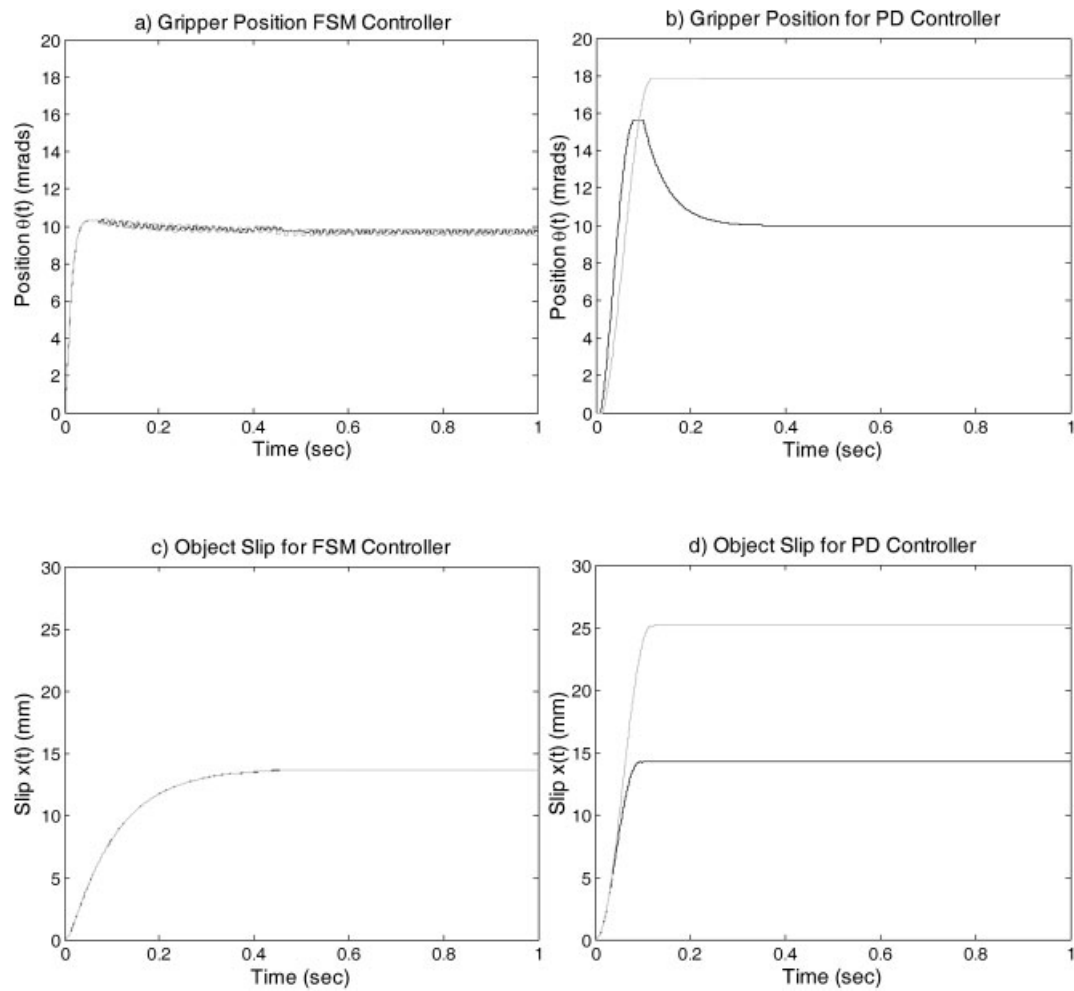 a) Gripper Position FSM Controller
20
18
16
14
12
10
8
6
4
2
0
Position θ(t) (mrads)
0 0.2 0.4 0.6 0.8 1
Time (sec)
b) Gripper Position for PD Controller
20
18
16
14
12
10
8
6
4
2
0
Position θ(t) (mrads)
0 0.2 0.4 0.6 0.8 1
Time (sec)
c) Object Slip for FSM Controller
30
25
20
15
10
5
0
Slip x(t) (mm)
0 0.2 0.4 0.6 0.8 1
Time (sec)
d) Object Slip for PD Controller
30
25
20
15
10
5
0
Slip x(t) (mm)
0 0.2 0.4 0.6 0.8 1
Time (sec)